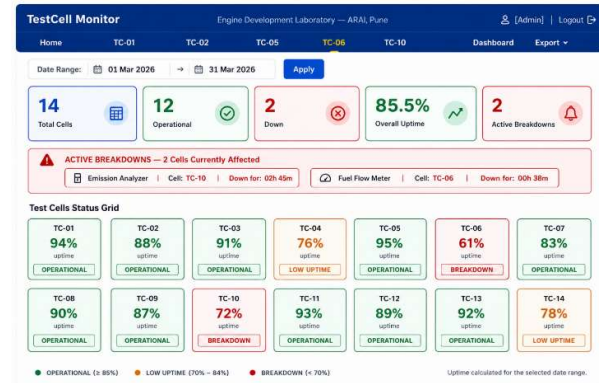 TestCell Monitor
Engine Development Laboratory — ARAI, Pune
[Admin] | Logout
Home TC-01 TC-02 TC-05 TC-06 TC-10 Dashboard Export
Date Range: 01 Mar 2026 → 31 Mar 2026 Apply
14 12 2 85.5% 2
Total Cells Operational Down Overall Uptime Active Breakdowns
ACTIVE BREAKDOWNS — 2 Cells Currently Affected
Emission Analyzer | Cell: TC-10 | Down for: 02h 45m
Fuel Flow Meter | Cell: TC-06 | Down for: 00h 38m
Test Cells Status Grid
TC-01 TC-02 TC-03 TC-04 TC-05 TC-06 TC-07
94% 88% 91% 76% 95% 61% 83%
uptime uptime uptime uptime uptime uptime uptime
OPERATIONAL OPERATIONAL OPERATIONAL LOW UPTIME OPERATIONAL BREAKDOWN OPERATIONAL
TC-08 TC-09 TC-10 TC-11 TC-12 TC-13 TC-14
90% 87% 72% 93% 89% 92% 78%
uptime uptime uptime uptime uptime uptime uptime
OPERATIONAL OPERATIONAL BREAKDOWN OPERATIONAL OPERATIONAL OPERATIONAL LOW UPTIME
OPERATIONAL (≥ 85%) LOW UPTIME (70% – 84%) BREAKDOWN (< 70%) Uptime calculated for the selected date range.